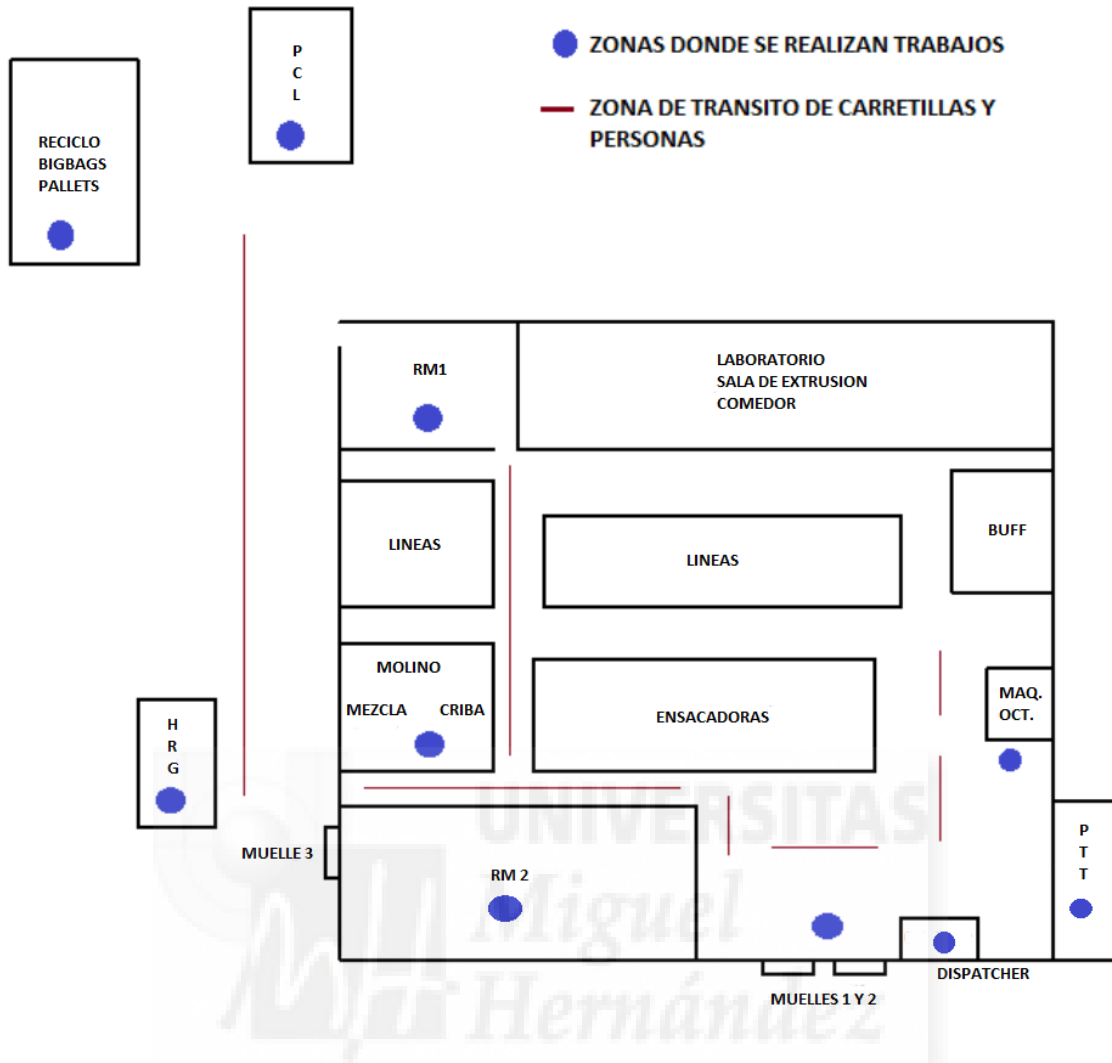 P
C
L
ZONAS DONDE SE REALIZAN TRABAJOS
ZONA DE TRANSITO DE CARRETILLAS Y
PERSONAS
RECICLO
BIGBAGS
PALLETS
RM1
LABORATORIO
SALA DE EXTRUSION
COMEDOR
LINEAS
LINEAS
BUFF
MOLINO
MEZCLA CRIBA
ENSACADORAS
MAQ.
OCT.
H
R
G
MUELLE 3
RM 2
P
T
T
DISPATCHER
MUELLES 1 Y 2
UNIVERSITAS
Miguel
Hernández